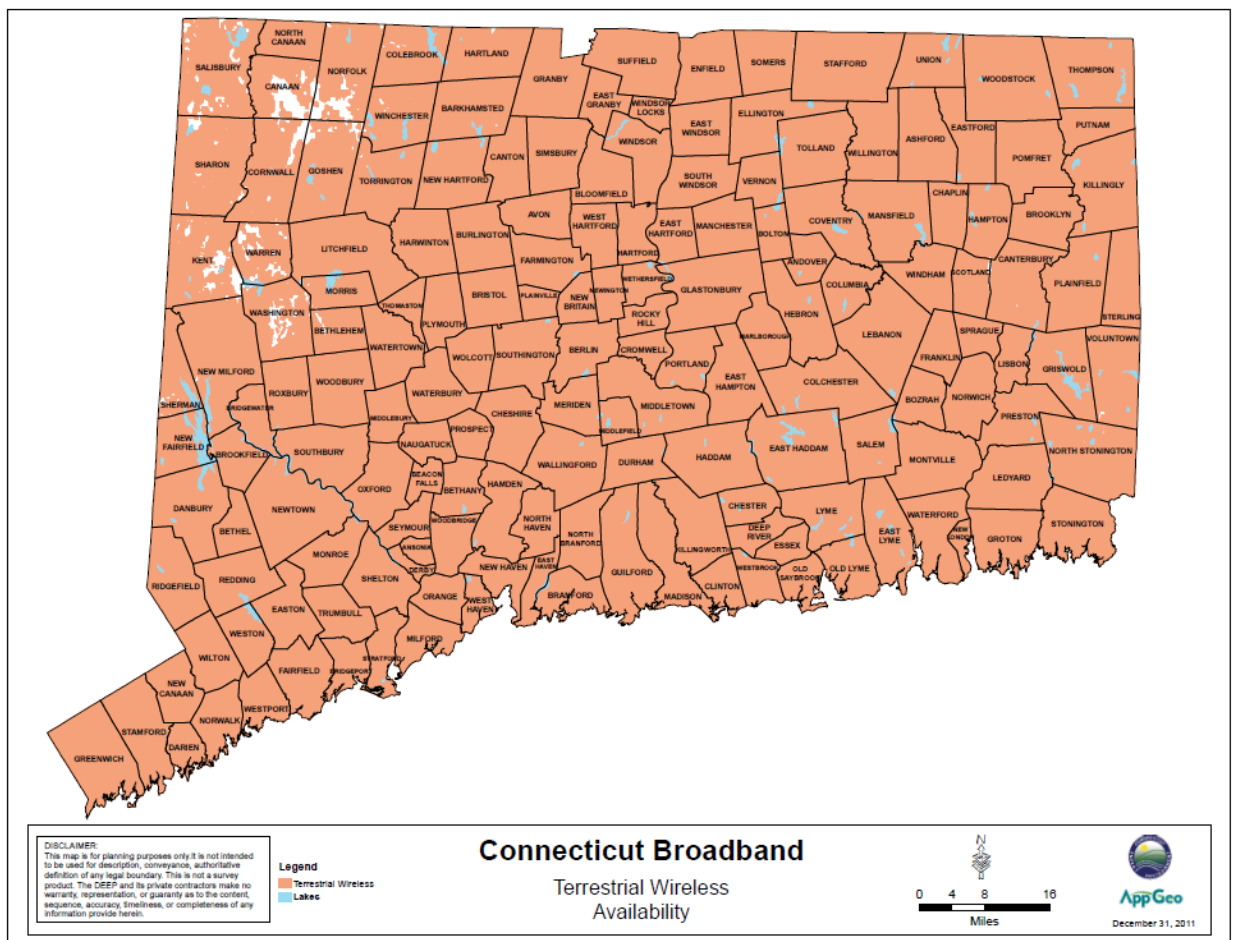 NORTH
CANAAN
COLEBROOK
HARTLAND
SALISBURY
CANAAN
NORFOLK
GRANBY
SUFFIELD
ENFIELD
SOMERS
STAFFORD
UNION
WOODSTOCK
THOMPSON
EAST
GRANBY
WINDSOR
LOCKS
WINCHESTER
BARKHAMSTED
EAST
WINDSOR
ELLINGTON
ASHFORD
EASTFORD
PUTNAM
SHARON
CORNWALL
GOSHEN
TORRINGTON
NEW HARTFORD
CANTON
SIMSBURY
WINDSOR
TOLLAND
WILLINGTON
POMFRET
KILLINGLY
BLOOMFIELD
SOUTH
WINDSOR
VERNON
CHAPLIN
HAMPTON
BROOKLYN
KENT
WARREN
LITCHFIELD
HARWINTON
BURLINGTON
AVON
WEST
HARTFORD
HARTFORD
EAST
HARTFORD
MANCHESTER
BOLTON
COVENTRY
MANSFIELD
FARMINGTON
ANDOVER
WINDHAM
SCOTLAND
CANTERBURY
PLAINFIELD
STERLING
WASHINGTON
MORRIS
BETHLEHEM
THOMASTON
PLYMOUTH
BRISTOL
PLAINVILLE
NEW
BRITAIN
NEWINGTON
WETHERSFIELD
GLASTONBURY
COLUMBIA
HEBRON
ROCKY
HILL
WATERTOWN
WOLCOTT
SOUTHINGTON
BERLIN
CROMWELL
PORTLAND
MARLBOROUGH
LEBANON
FRANKLIN
SPRAGUE
LISBON
GRISWOLD
VOLUNTOWN
NEW MILFORD
ROXBURY
WOODBURY
WATERBURY
EAST
HAMPTON
COLCHESTER
BOZRAH
NORWICH
PRESTON
SHERMAN
BRIDGEWATER
MIDDLEBURY
CHESHIRE
MERIDEN
MIDDLETOWN
MIDDLEFIELD
NEW
FAIRFIELD
BROOKFIELD
SOUTHBURY
NAUGATUCK
PROSPECT
WALLINGFORD
DURHAM
HADDAM
EAST HADDAM
SALEM
MONTVILLE
NORTH STONINGTON
LEDYARD
OXFORD
BEACON
FALLS
BETHANY
HAMDEN
DANBURY
BETHEL
NEWTOWN
SEYMOUR
WOODBRIDGE
NORTH
HAVEN
NORTH
BRANFORD
CHESTER
DEEP
RIVER
ESSEX
LYME
EAST
LYME
WATERFORD
NEW
LONDON
GROTON
STONINGTON
MONROE
ANSONIA
DERBY
RIDGEFIELD
REDDING
SHELTON
NEW HAVEN
EAST
HAVEN
BRANFORD
GUILFORD
KILLINGWORTH
MADISON
CLINTON
WESTBROOK
OLD
SAYBROOK
OLD LYME
EASTON
TRUMBULL
ORANGE
WEST
HAVEN
WESTON
WILTON
FAIRFIELD
BRIDGEPORT
STRATFORD
MILFORD
NEW
CANAAN
NORWALK
WESTPORT
GREENWICH
STAMFORD
DARIEN
DISCLAIMER:
This map is for planning purposes only.It is not intended
to be used for description, conveyance, authoritative
definition of any legal boundary. This is not a survey
product. The DEEP and its private contractors make no
warranty, representation, or guaranty as to the content,
sequence, accuracy, timeliness, or completeness of any
information provide herein.
Legend
Terrestrial Wireless
Lakes
Connecticut Broadband
Terrestrial Wireless
Availability
N
0 4 8 16
Miles
AppGeo
December 31, 2011